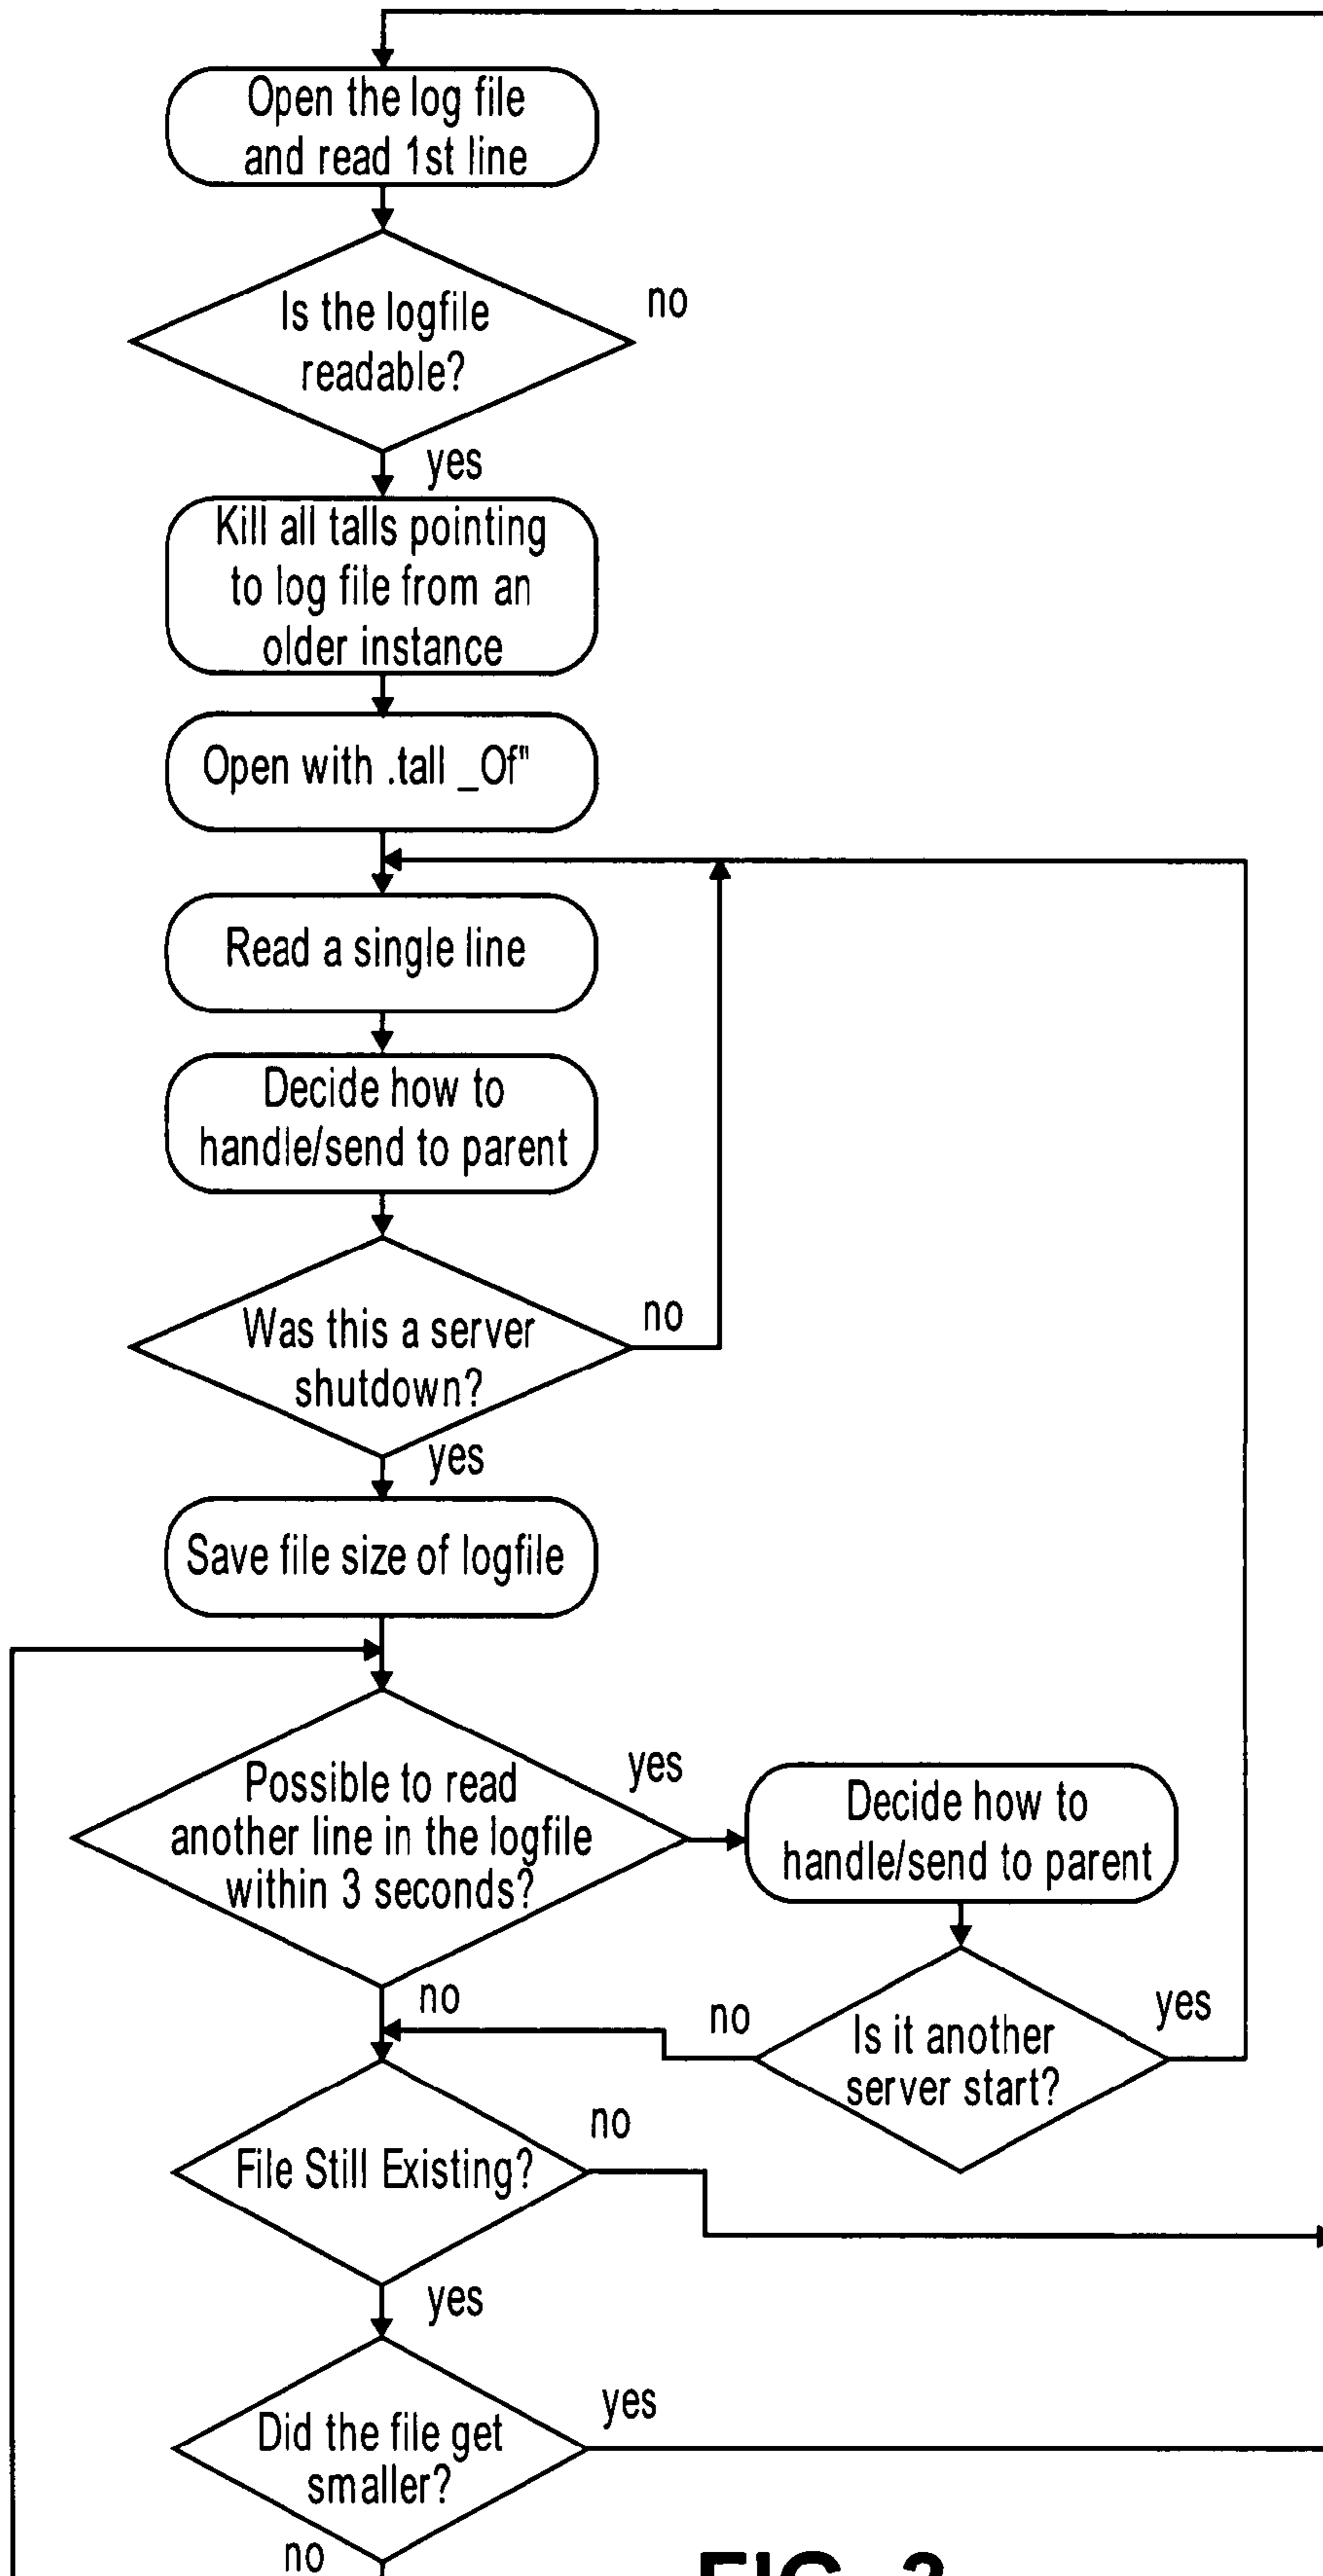 Open the log file
and read 1st line
Is the logfile
readable?
no
yes
Kill all talls pointing
to log file from an
older instance
Open with .tall _Of"
Read a single line
Decide how to
handle/send to parent
Was this a server
shutdown?
no
yes
Save file size of logfile
Possible to read
another line in the logfile
within 3 seconds?
yes
Decide how to
handle/send to parent
no
Is it another
server start?
no
yes
File Still Existing?
no
yes
Did the file get
smaller?
yes
no
FIG.